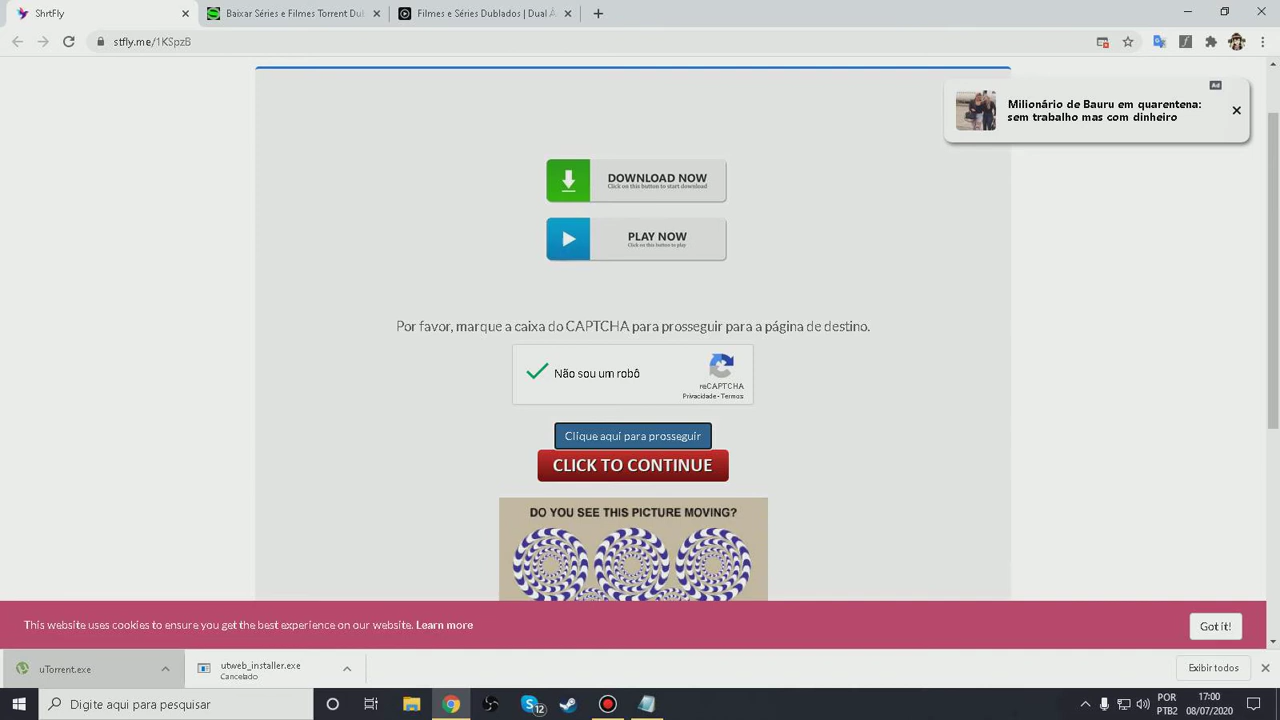 ShrtFly
Baixar Séries e Filmes Torrent Dub
Filmes e Séries Dublados | Dual Á
stfly.me/1KSpzB
Ad
Milionário de Bauru em quarentena:
sem trabalho mas com dinheiro
DOWNLOAD NOW
Click on this button to start download
PLAY NOW
Click on this button to play
Por favor, marque a caixa do CAPTCHA para prosseguir para a página de destino.
Não sou um robô
reCAPTCHA
Privacidade - Termos
Clique aqui para prosseguir
CLICK TO CONTINUE
DO YOU SEE THIS PICTURE MOVING?
This website uses cookies to ensure you get the best experience on our website. Learn more
Got it!
uTorrent.exe
utweb_installer.exe
Cancelado
Exibir todos
Digite aqui para pesquisar
12
POR
PTB2
17:00
08/07/2020